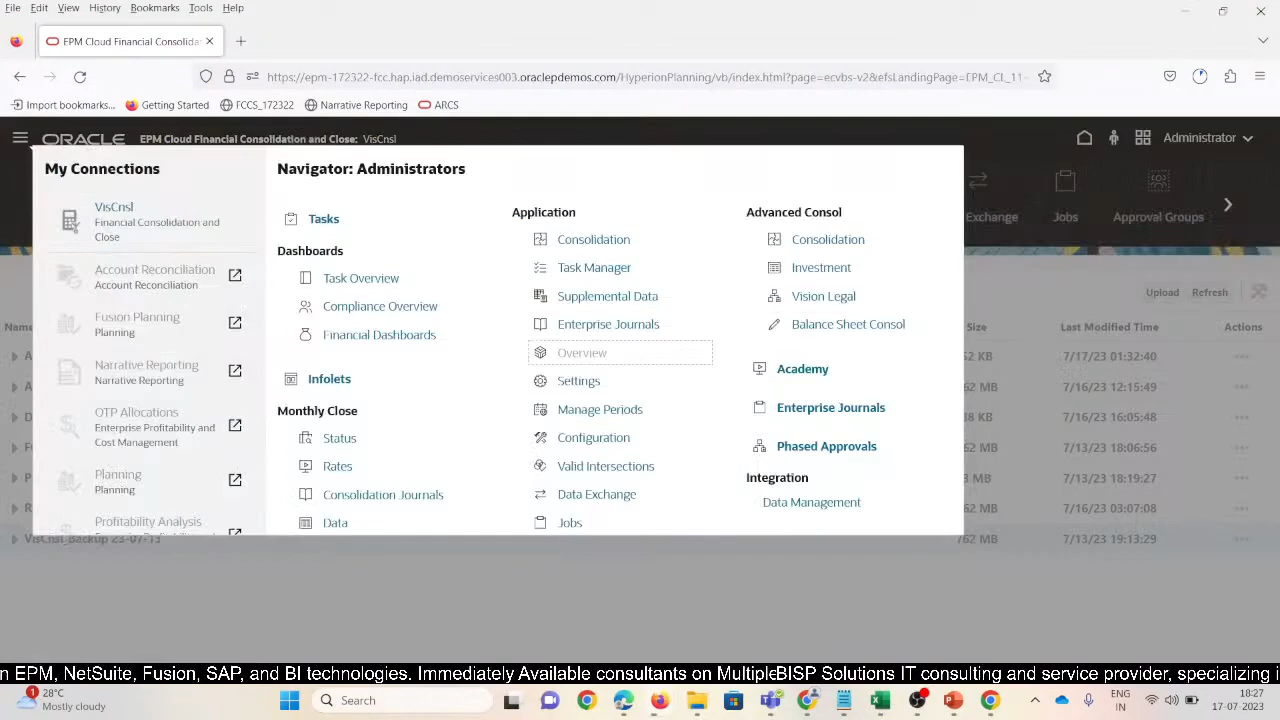 File Edit View History Bookmarks Tools Help
EPM Cloud Financial Consolida
https://epm-172322-fcc.hap.iad.demoservices003.oraclepdemos.com/HyperionPlanning/vb/index.html?page=ecvbs-v2&efsLandingPage=EPM_CL_11
Import bookmarks... Getting Started FCCS_172322 Narrative Reporting ARCS
ORACLE EPM Cloud Financial Consolidation and Close: VisCnsl Administrator
My Connections
VisCnsl
Financial Consolidation and
Close
Account Reconciliation
Account Reconciliation
Fusion Planning
Planning
Narrative Reporting
Narrative Reporting
OTP Allocations
Enterprise Profitability and
Cost Management
Planning
Planning
Profitability Analysis
Navigator: Administrators
Tasks
Dashboards
Task Overview
Compliance Overview
Financial Dashboards
Infolets
Monthly Close
Status
Rates
Consolidation Journals
Data
Application
Consolidation
Task Manager
Supplemental Data
Enterprise Journals
Overview
Settings
Manage Periods
Configuration
Valid Intersections
Data Exchange
Jobs
Advanced Consol
Consolidation
Investment
Vision Legal
Balance Sheet Consol
Academy
Enterprise Journals
Phased Approvals
Integration
Data Management
Exchange Jobs Approval Groups
Upload Refresh
Name Size Last Modified Time Actions
A 52 KB 7/17/23 01:32:40
A 62 MB 7/16/23 12:15:49
D 38 KB 7/16/23 16:05:48
F 62 MB 7/13/23 18:06:56
P MB 7/13/23 18:19:27
R 62 MB 7/16/23 03:07:08
VisCnsl_Backup 23-07-13 762 MB 7/13/23 19:13:29
n EPM, NetSuite, Fusion, SAP, and BI technologies. Immediately Available consultants on Multiple BISP Solutions IT consulting and service provider, specializing i
1 28°C
Mostly cloudy
Search
ENG
IN
18:27
17-07-2023